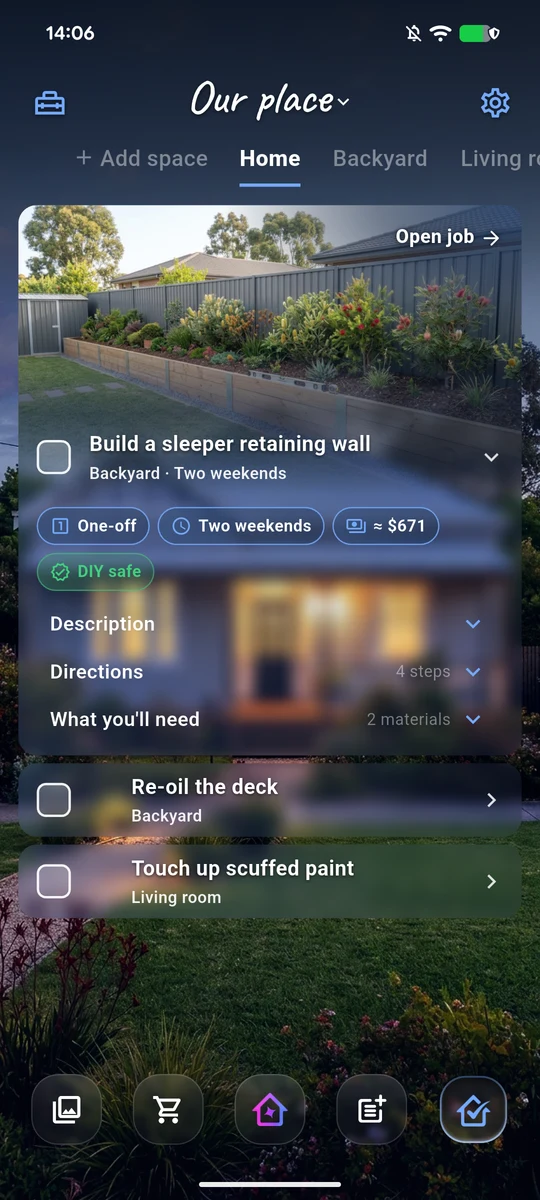 14:06
Our place
+ Add space
Home
Backyard
Living
Open job →
Build a sleeper retaining wall
Backyard · Two weekends
One-off
Two weekends
≈ $671
DIY safe
Description
Directions
4 steps
What you'll need
2 materials
Re-oil the deck
Backyard
Touch up scuffed paint
Living room